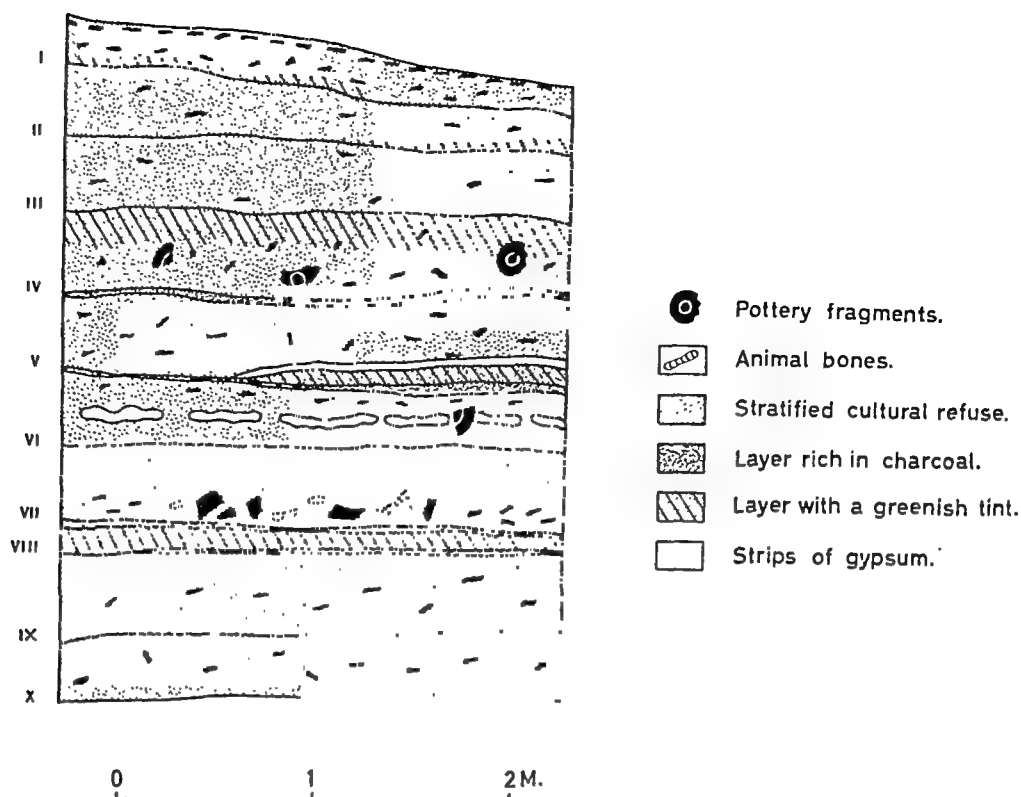 I
II
III
IV
V
VI
VII
VIII
IX
X
Pottery fragments.
Animal bones.
Stratified cultural refuse.
Layer rich in charcoal.
Layer with a greenish tint.
Strips of gypsum.
0 1 2 M.